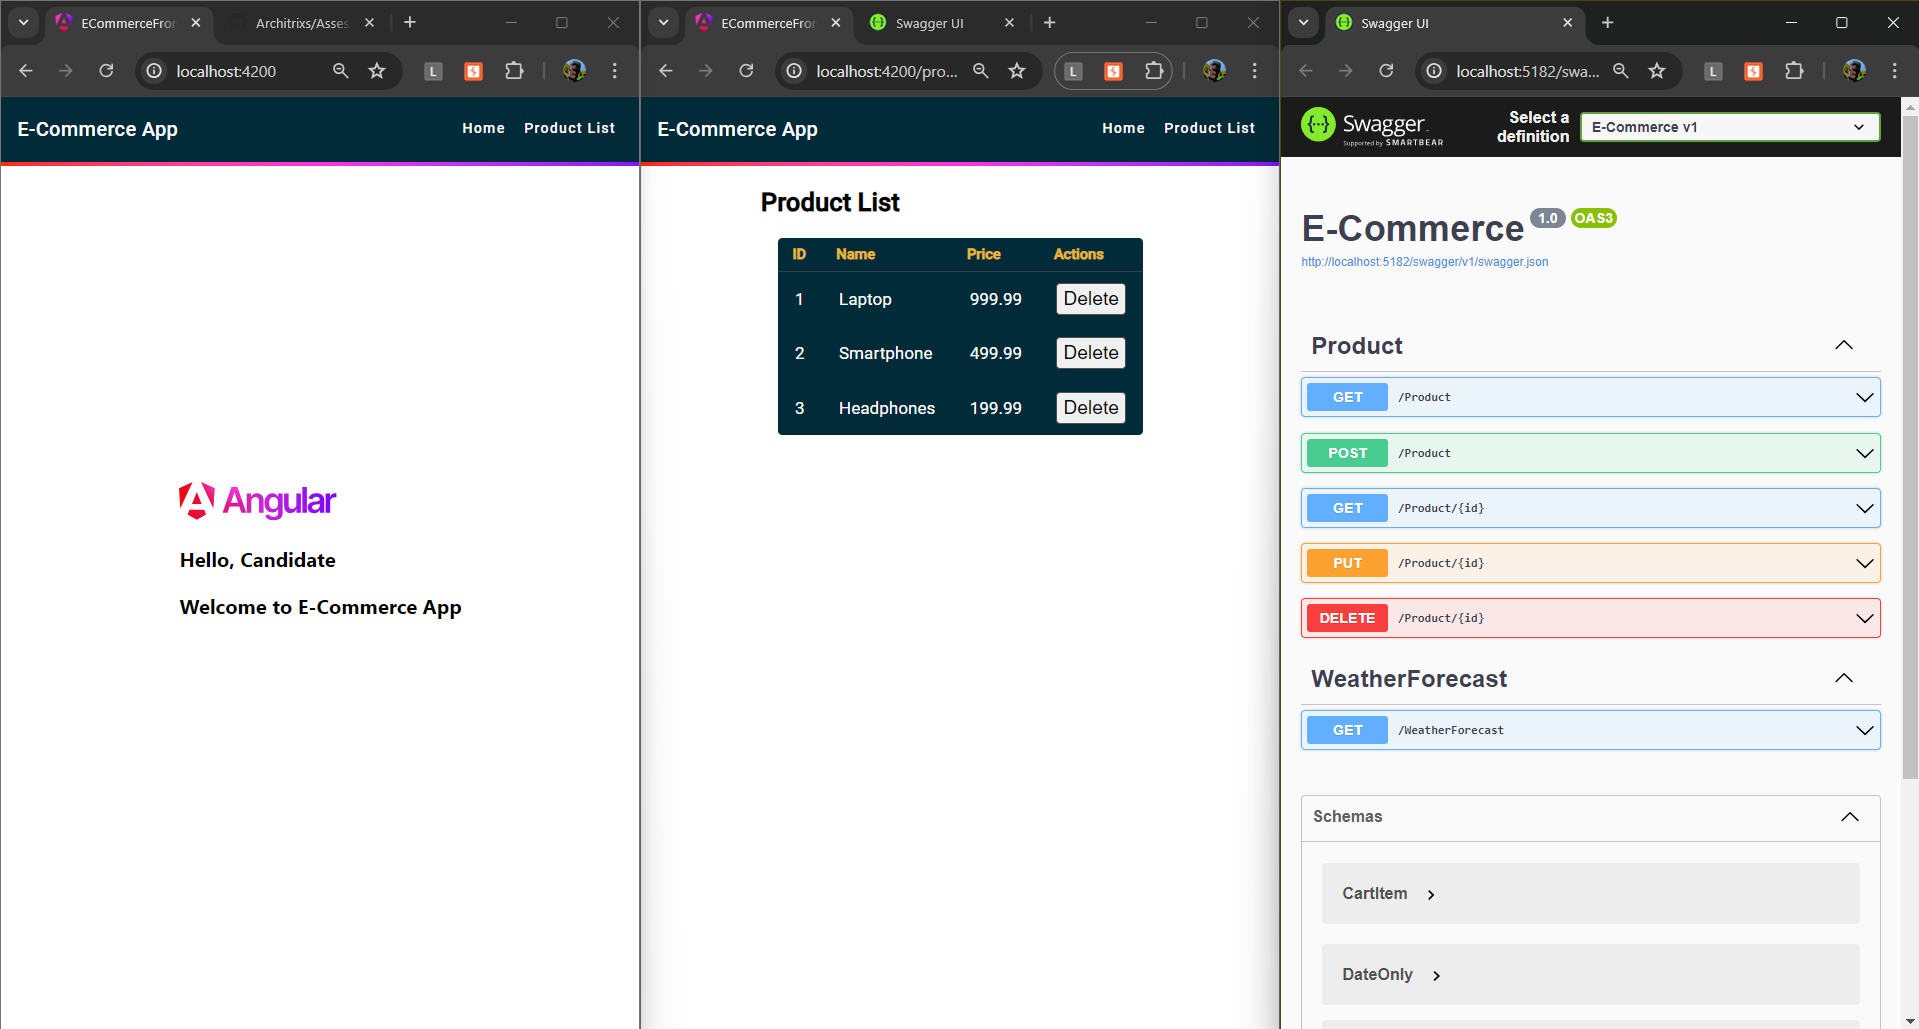 ECommerceFron
Architrixs/Asses
localhost:4200
L
E-Commerce App
Home
Product List
Angular
Hello, Candidate
Welcome to E-Commerce App
ECommerceFron
Swagger UI
localhost:4200/pro...
L
E-Commerce App
Home
Product List
Product List
ID Name Price Actions
1 Laptop 999.99 Delete
2 Smartphone 499.99 Delete
3 Headphones 199.99 Delete
Swagger UI
localhost:5182/swa...
L
Swagger
Supported by SMARTBEAR
Select a
definition
E-Commerce v1
E-Commerce 1.0 OAS3
http://localhost:5182/swagger/v1/swagger.json
Product
GET /Product
POST /Product
GET /Product/{id}
PUT /Product/{id}
DELETE /Product/{id}
WeatherForecast
GET /WeatherForecast
Schemas
CartItem
DateOnly